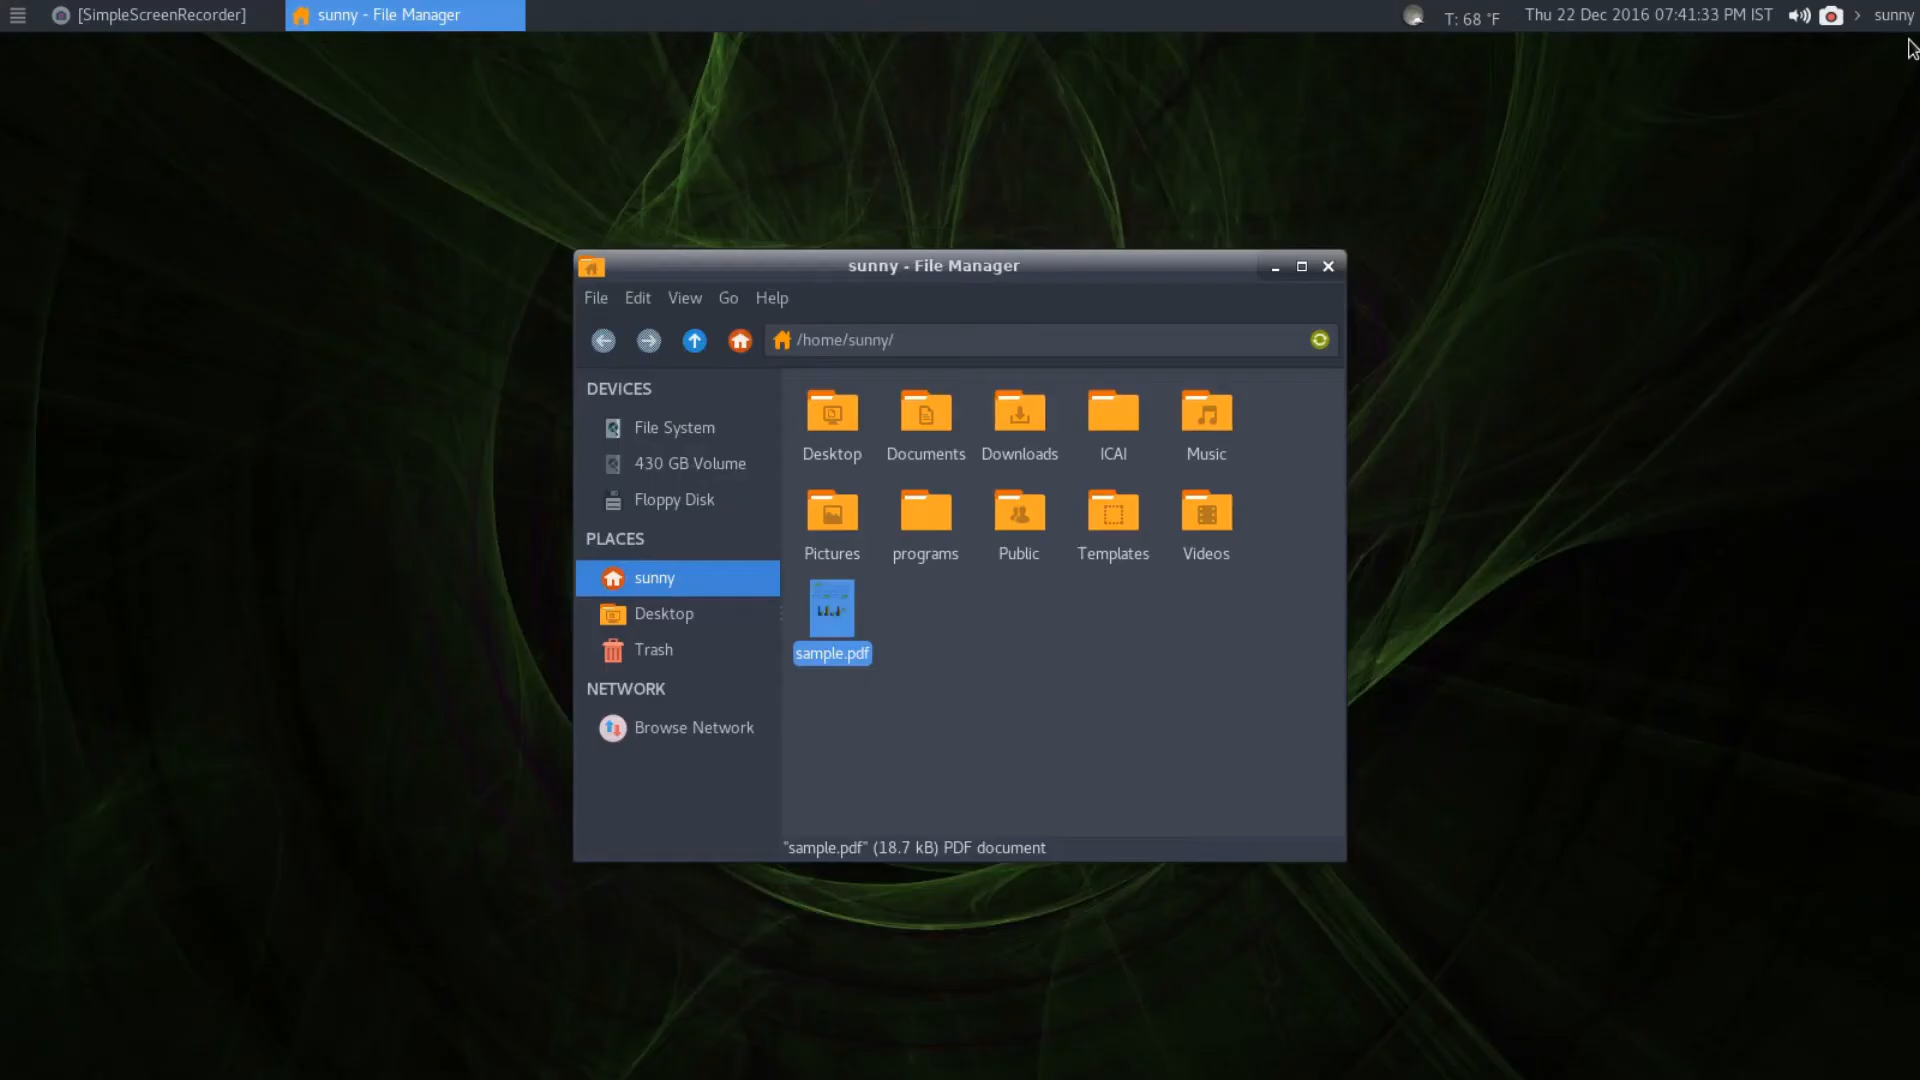 [SimpleScreenRecorder]
sunny - File Manager
T: 68 °F
Thu 22 Dec 2016 07:41:33 PM IST
sunny
sunny - File Manager
File Edit View Go Help
/home/sunny/
DEVICES
File System
430 GB Volume
Floppy Disk
PLACES
sunny
Desktop
Trash
NETWORK
Browse Network
Desktop Documents Downloads ICAI Music
Pictures programs Public Templates Videos
sample.pdf
"sample.pdf" (18.7 kB) PDF document